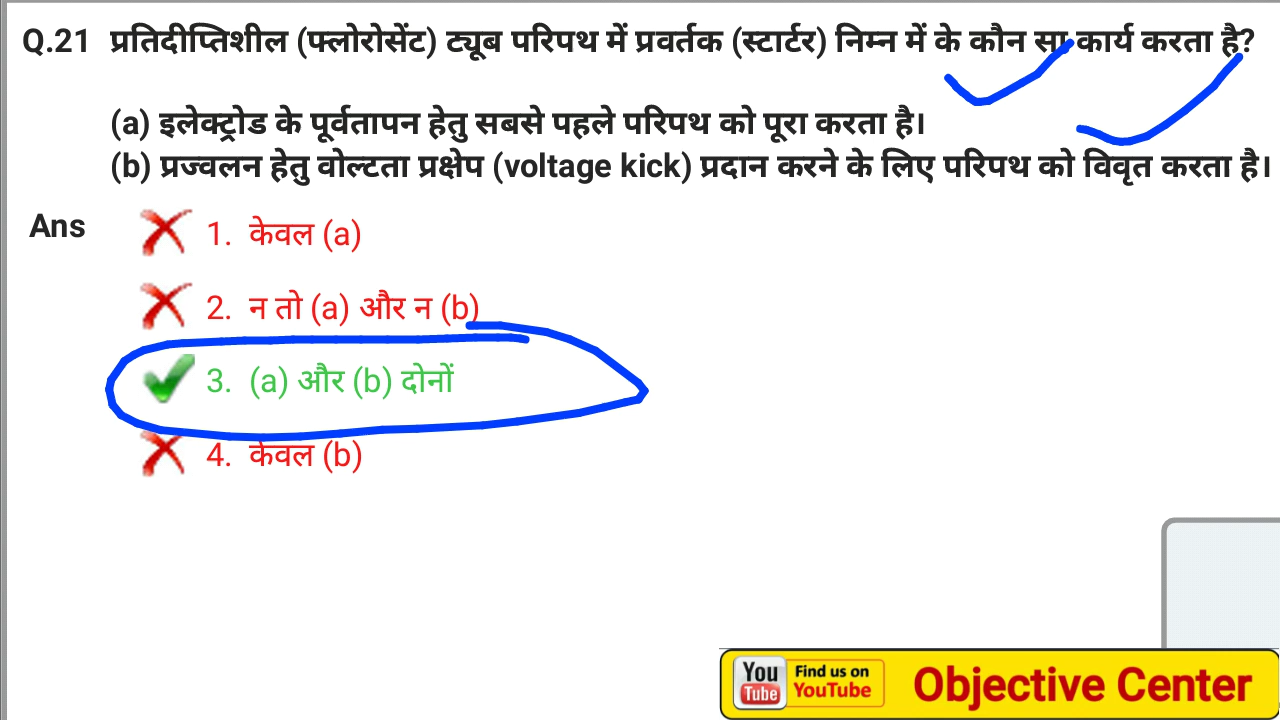 Q.21 प्रतिदीप्तिशील (फ्लोरोसेंट) ट्यूब परिपथ में प्रवर्तक (स्टार्टर) निम्न में के कौन सा कार्य करता है?
(a) इलेक्ट्रोड के पूर्वतापन हेतु सबसे पहले परिपथ को पूरा करता है।
(b) प्रज्वलन हेतु वोल्टता प्रक्षेप (voltage kick) प्रदान करने के लिए परिपथ को विवृत करता है।
Ans 1. केवल (a)
2. न तो (a) और न (b)
3. (a) और (b) दोनों
4. केवल (b)
You Tube Find us on YouTube Objective Center